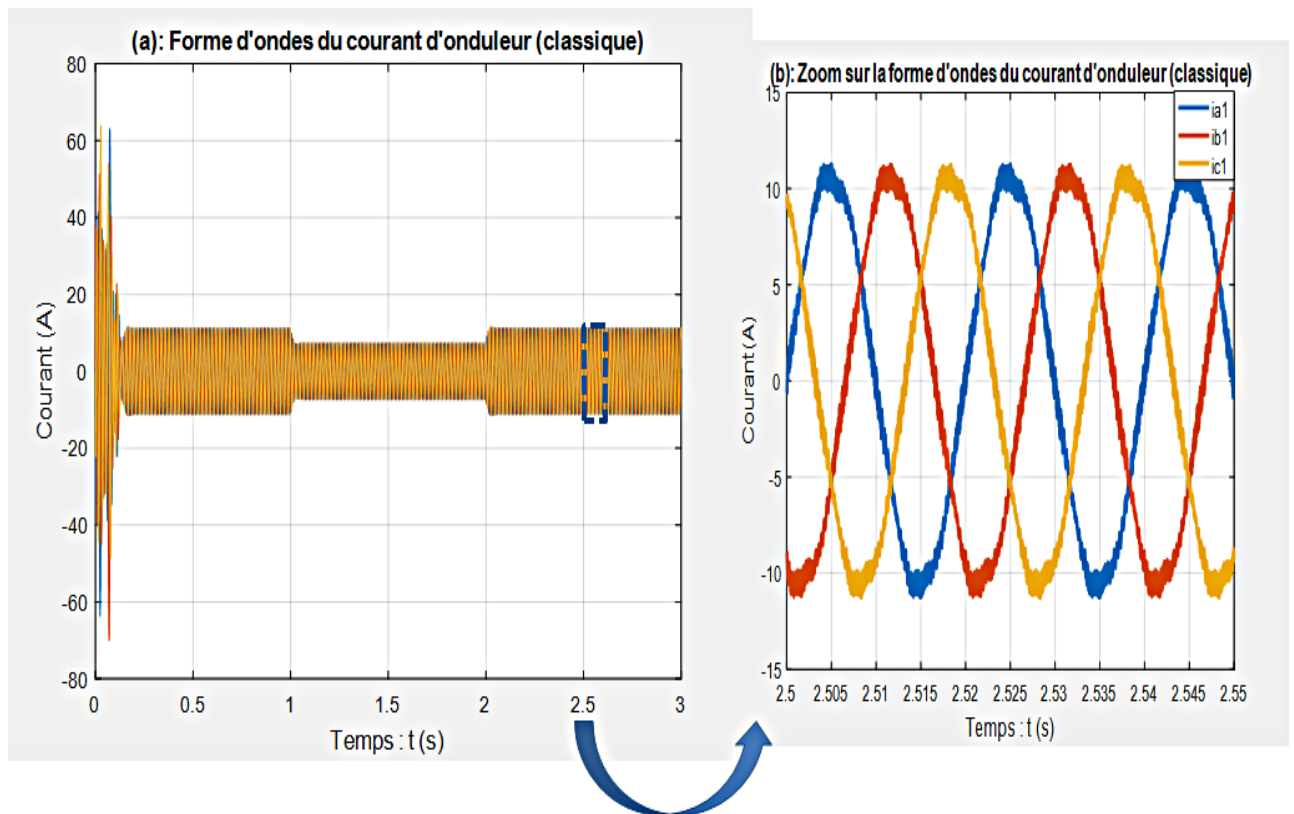 (a): Forme d'ondes du courant d'onduleur (classique)
80
60
40
20
0
-20
-40
-60
-80
Courant (A)
0 0.5 1 1.5 2 2.5 3
Temps : t (s)
(b): Zoom sur la forme d'ondes du courant d'onduleur (classique)
15
10
5
0
-5
-10
-15
Courant (A)
ia1
ib1
ic1
2.5 2.505 2.51 2.515 2.52 2.525 2.53 2.535 2.54 2.545 2.55
Temps : t (s)